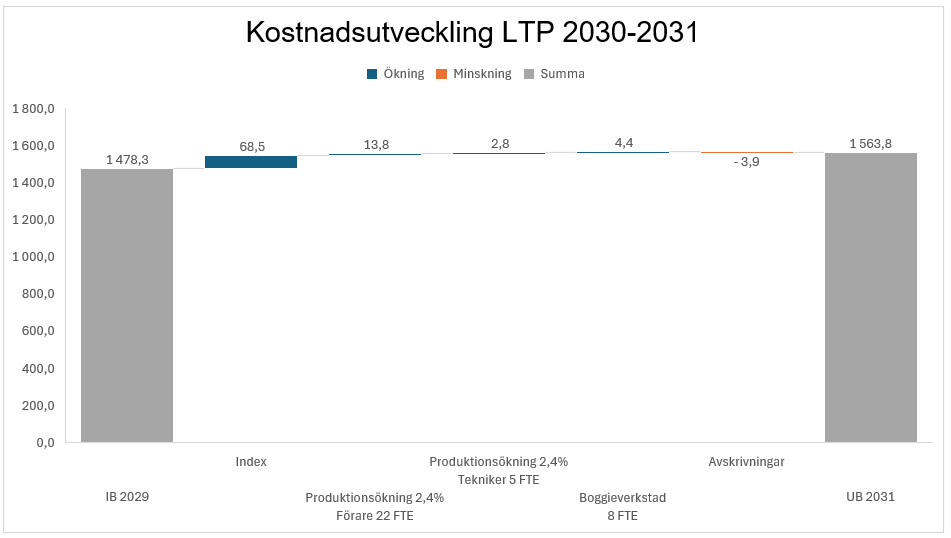 Kostnadsutveckling LTP 2030-2031
Ökning Minskning Summa
1 800,0
1 600,0
1 400,0
1 200,0
1 000,0
800,0
600,0
400,0
200,0
0,0
1 478,3
68,5
13,8
2,8
4,4
- 3,9
1 563,8
IB 2029
Index
Produktionsökning 2,4%
Förare 22 FTE
Produktionsökning 2,4%
Tekniker 5 FTE
Boggieverkstad
8 FTE
Avskrivningar
UB 2031